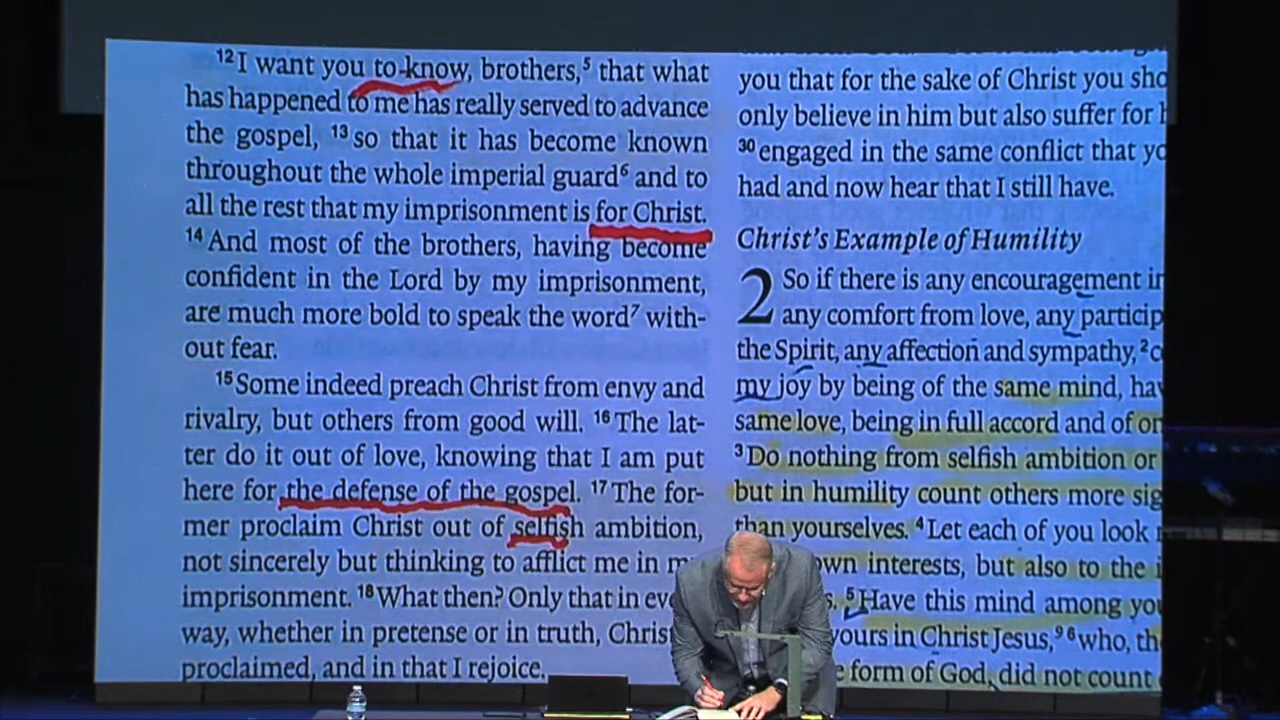 ¹²I want you to know, brothers,⁵ that what
has happened to me has really served to advance
the gospel, ¹³so that it has become known
throughout the whole imperial guard⁶ and to
all the rest that my imprisonment is for Christ.
¹⁴And most of the brothers, having become
confident in the Lord by my imprisonment,
are much more bold to speak the word⁷ with-
out fear.
¹⁵Some indeed preach Christ from envy and
rivalry, but others from good will. ¹⁶The lat-
ter do it out of love, knowing that I am put
here for the defense of the gospel. ¹⁷The for-
mer proclaim Christ out of selfish ambition,
not sincerely but thinking to afflict me in
imprisonment. ¹⁸What then? Only that in
way, whether in pretense or in truth, Christ
proclaimed, and in that I rejoice.
you that for the sake of Christ you
only believe in him but also suffer for
³⁰engaged in the same conflict that
had and now hear that I still have.
Christ's Example of Humility
2 So if there is any encouragement in
any comfort from love, any
the Spirit, any affection and sympathy, ²
my joy by being of the same mind,
same love, being in full accord and of
³Do nothing from selfish ambition or
but in humility count others more
than yourselves. ⁴Let each of you look
own interests, but also to the
⁵Have this mind among
yours in Christ Jesus,⁹ ⁶who,
form of God, did not count